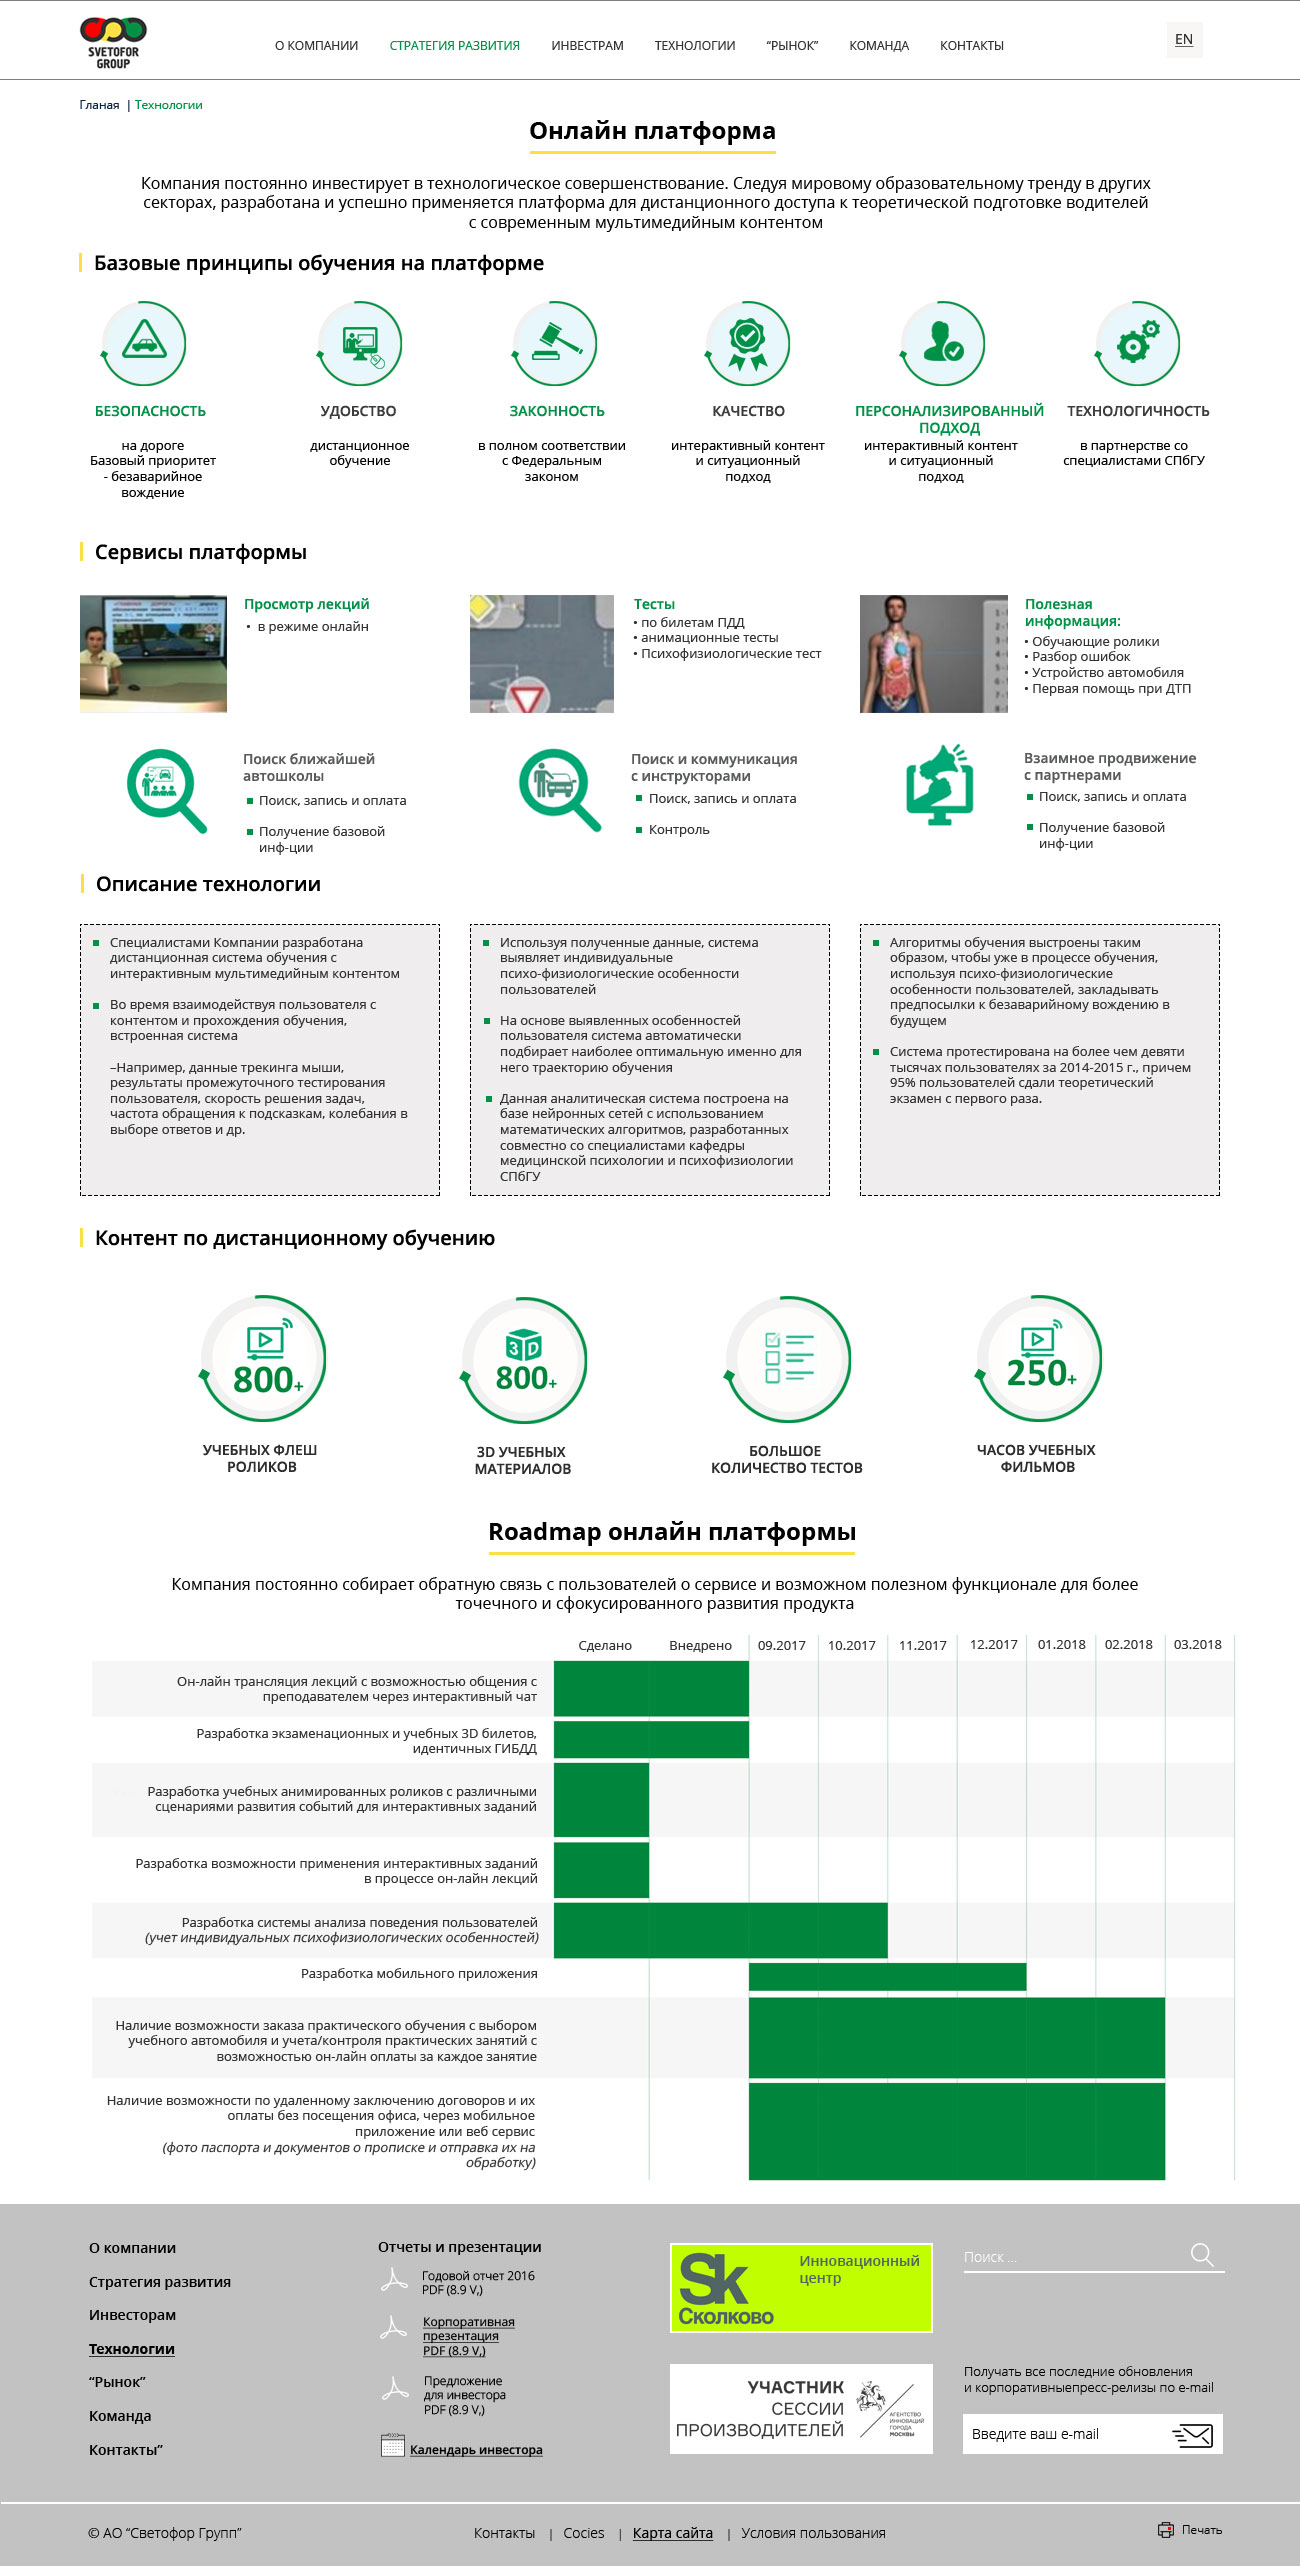 SVETOFOR
GROUP
О КОМПАНИИ СТРАТЕГИЯ РАЗВИТИЯ ИНВЕСТРАМ ТЕХНОЛОГИИ “РЫНОК” КОМАНДА КОНТАКТЫ
EN
Гланая | Технологии
Онлайн платформа
Компания постоянно инвестирует в технологическое совершенствование. Следуя мировому образовательному тренду в других
секторах, разработана и успешно применяется платформа для дистанционного доступа к теоретической подготовке водителей
с современным мультимедийным контентом
Базовые принципы обучения на платформе
БЕЗОПАСНОСТЬ
на дороге
Базовый приоритет
- безаварийное
вождение
УДОБСТВО
дистанционное
обучение
ЗАКОННОСТЬ
в полном соответствии
с Федеральным
законом
КАЧЕСТВО
интерактивный контент
и ситуационный
подход
ПЕРСОНАЛИЗИРОВАННЫЙ
ПОДХОД
интерактивный контент
и ситуационный
подход
ТЕХНОЛОГИЧНОСТЬ
в партнерстве со
специалистами СПбГУ
Сервисы платформы
Просмотр лекций
• в режиме онлайн
Тесты
• по билетам ПДД
• анимационные тесты
• Психофизиологические тест
Полезная
информация:
• Обучающие ролики
• Разбор ошибок
• Устройство автомобиля
• Первая помощь при ДТП
Поиск ближайшей
автошколы
Поиск, запись и оплата
Получение базовой
инф-ции
Поиск и коммуникация
с инструкторами
Поиск, запись и оплата
Контроль
Взаимное продвижение
с партнерами
Поиск, запись и оплата
Получение базовой
инф-ции
Описание технологии
Специалистами Компании разработана
дистанционная система обучения с
интерактивным мультимедийным контентом
Во время взаимодействуя пользователя с
контентом и прохождения обучения,
встроенная система
–Например, данные трекинга мыши,
результаты промежуточного тестирования
пользователя, скорость решения задач,
частота обращения к подсказкам, колебания в
выборе ответов и др.
Используя полученные данные, система
выявляет индивидуальные
психо-физиологические особенности
пользователей
На основе выявленных особенностей
пользователя система автоматически
подбирает наиболее оптимальную именно для
него траекторию обучения
Данная аналитическая система построена на
базе нейронных сетей с использованием
математических алгоритмов, разработанных
совместно со специалистами кафедры
медицинской психологии и психофизиологии
СПбГУ
Алгоритмы обучения выстроены таким
образом, чтобы уже в процессе обучения,
используя психо-физиологические
особенности пользователей, закладывать
предпосылки к безаварийному вождению в
будущем
Система протестирована на более чем девяти
тысячах пользователях за 2014-2015 г., причем
95% пользователей сдали теоретический
экзамен с первого раза.
Контент по дистанционному обучению
800+
УЧЕБНЫХ ФЛЕШ
РОЛИКОВ
3D
800+
3D УЧЕБНЫХ
МАТЕРИАЛОВ
БОЛЬШОЕ
КОЛИЧЕСТВО ТЕСТОВ
250+
ЧАСОВ УЧЕБНЫХ
ФИЛЬМОВ
Roadmap онлайн платформы
Компания постоянно собирает обратную связь с пользователей о сервисе и возможном полезном функционале для более
точечного и сфокусированного развития продукта
Сделано Внедрено 09.2017 10.2017 11.2017 12.2017 01.2018 02.2018 03.2018
Он-лайн трансляция лекций с возможностью общения с
преподавателем через интерактивный чат
Разработка экзаменационных и учебных 3D билетов,
идентичных ГИБДД
Разработка учебных анимированных роликов с различными
сценариями развития событий для интерактивных заданий
Разработка возможности применения интерактивных заданий
в процессе он-лайн лекций
Разработка системы анализа поведения пользователей
(учет индивидуальных психофизиологических особенностей)
Разработка мобильного приложения
Наличие возможности заказа практического обучения с выбором
учебного автомобиля и учета/контроля практических занятий с
возможностью он-лайн оплаты за каждое занятие
Наличие возможности по удаленному заключению договоров и их
оплаты без посещения офиса, через мобильное
приложение или веб сервис
(фото паспорта и документов о прописке и отправка их на
обработку)
О компании
Стратегия развития
Инвесторам
Технологии
“Рынок”
Команда
Контакты”
Отчеты и презентации
Годовой отчет 2016
PDF (8.9 V,)
Корпоративная
презентация
PDF (8.9 V,)
Предложение
для инвестора
PDF (8.9 V,)
Календарь инвестора
Sk
Сколково
Инновационный
центр
УЧАСТНИК
СЕССИИ
ПРОИЗВОДИТЕЛЕЙ
АГЕНТСТВО
ИННОВАЦИЙ
ГОРОДА
МОСКВЫ
Поиск ...
Получать все последние обновления
и корпоративныепресс-релизы по e-mail
Введите ваш e-mail
© АО “Светофор Групп”
Контакты | Cocies | Карта сайта | Условия пользования
Печать